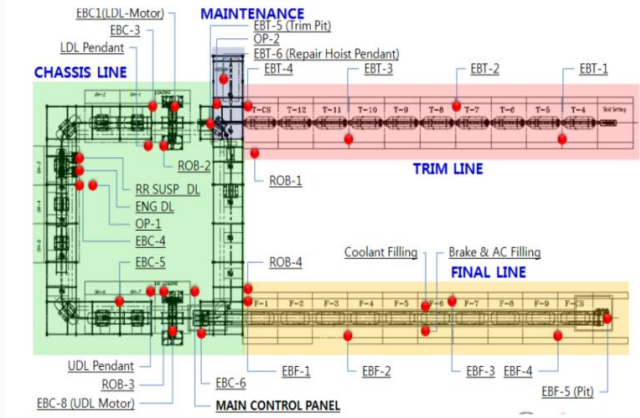 EBC1(LDL-Motor)
MAINTENANCE
EBC-3
EBT-5 (Trim Pit)
OP-2
LDL Pendant
EBT-6 (Repair Hoist Pendant)
CHASSIS LINE
EBT-4
EBT-3
EBT-2
EBT-1
T-CS
T-12
T-11
T-10
T-9
T-8
T-7
T-6
T-5
T-4
ROB-2
ROB-1
TRIM LINE
RR SUSP DL
ENG DL
OP-1
EBC-4
EBC-5
ROB-4
Coolant Filling
Brake & AC Filling
FINAL LINE
F-1
F-2
F-3
F-4
F-5
F-6
F-7
F-8
F-9
F-CS
UDL Pendant
ROB-3
EBC-8 (UDL Motor)
EBC-6
MAIN CONTROL PANEL
EBF-1
EBF-2
EBF-3
EBF-4
EBF-5 (Pit)